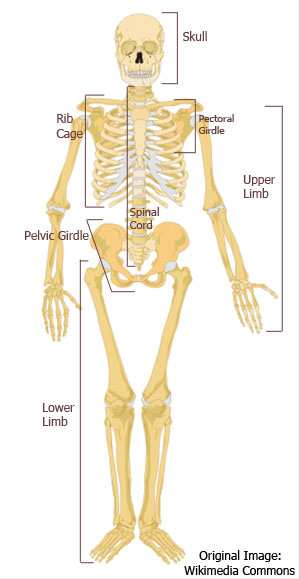 Skull
Rib
Cage
Pectoral
Girdle
Upper
Limb
Spinal
Cord
Pelvic Girdle
Lower
Limb
Original Image:
Wikimedia Commons